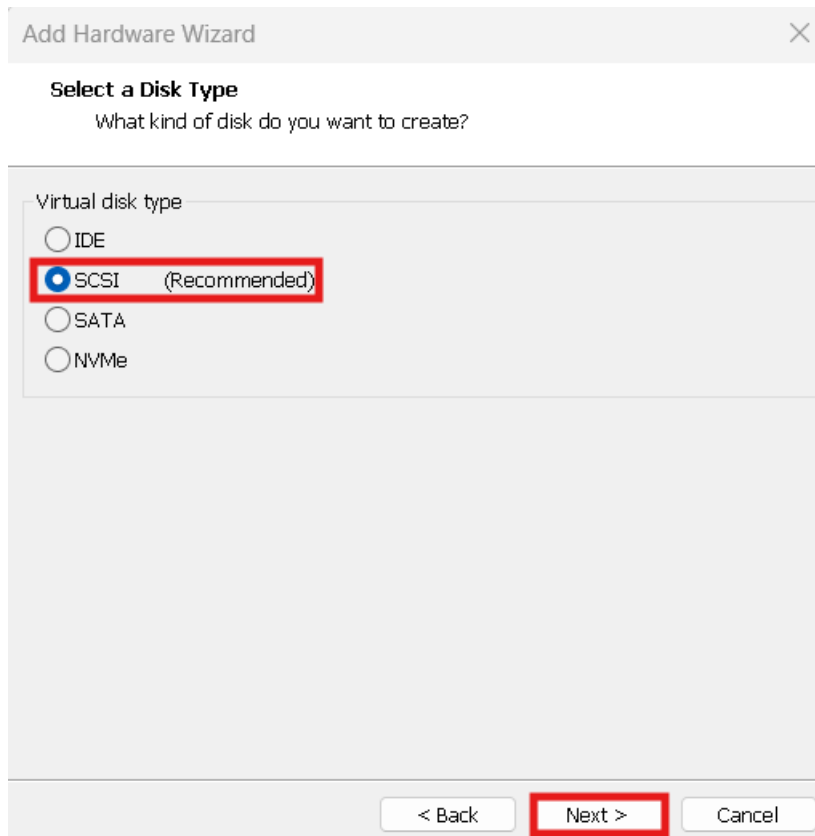 Add Hardware Wizard
Select a Disk Type
What kind of disk do you want to create?
Virtual disk type
IDE
SCSI (Recommended)
SATA
NVMe
< Back Next > Cancel